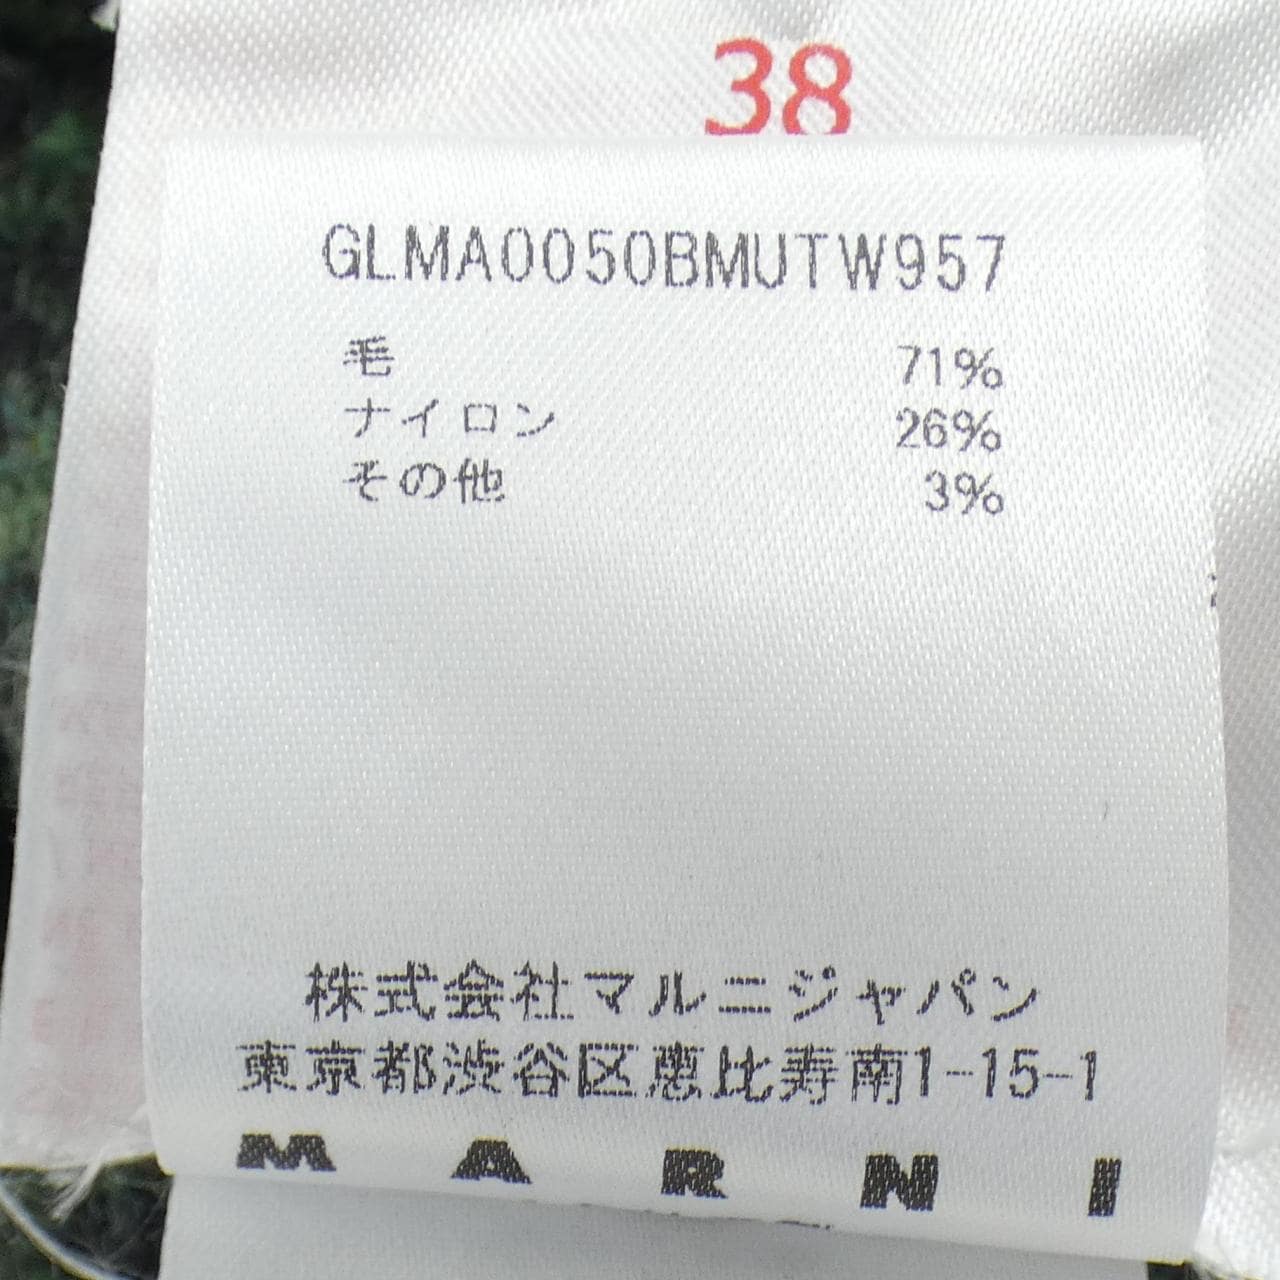 38
GLMA0050BMUTW957
毛 71%
ナイロン 26%
その他 3%
株式会社マルニジャパン
東京都渋谷区恵比寿南1-15-1
MARNI